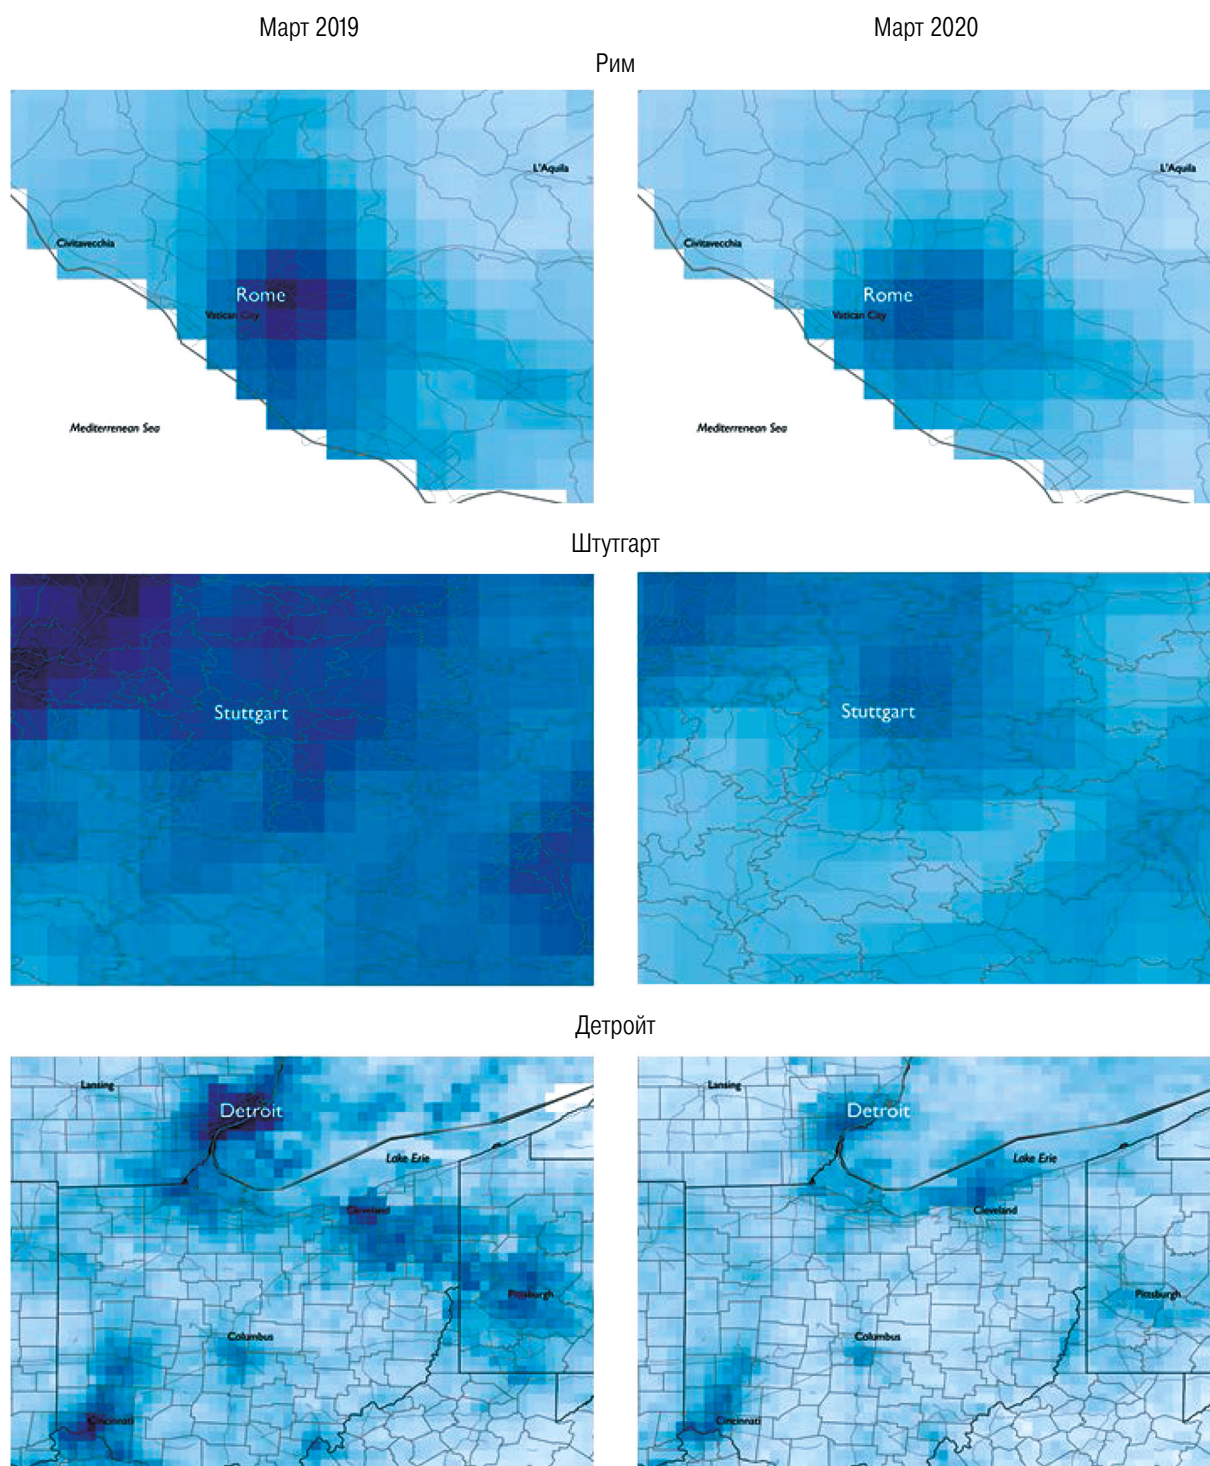 Март 2019
Март 2020
Рим
L'Aquila
Civitavecchia
Rome
Vatican City
Mediterranean Sea
L'Aquila
Civitavecchia
Rome
Vatican City
Mediterranean Sea
Штутгарт
Stuttgart
Stuttgart
Детройт
Lansing
Detroit
Lake Erie
Cleveland
Pittsburgh
Columbus
Cincinnati
Lansing
Detroit
Lake Erie
Cleveland
Pittsburgh
Columbus
Cincinnati